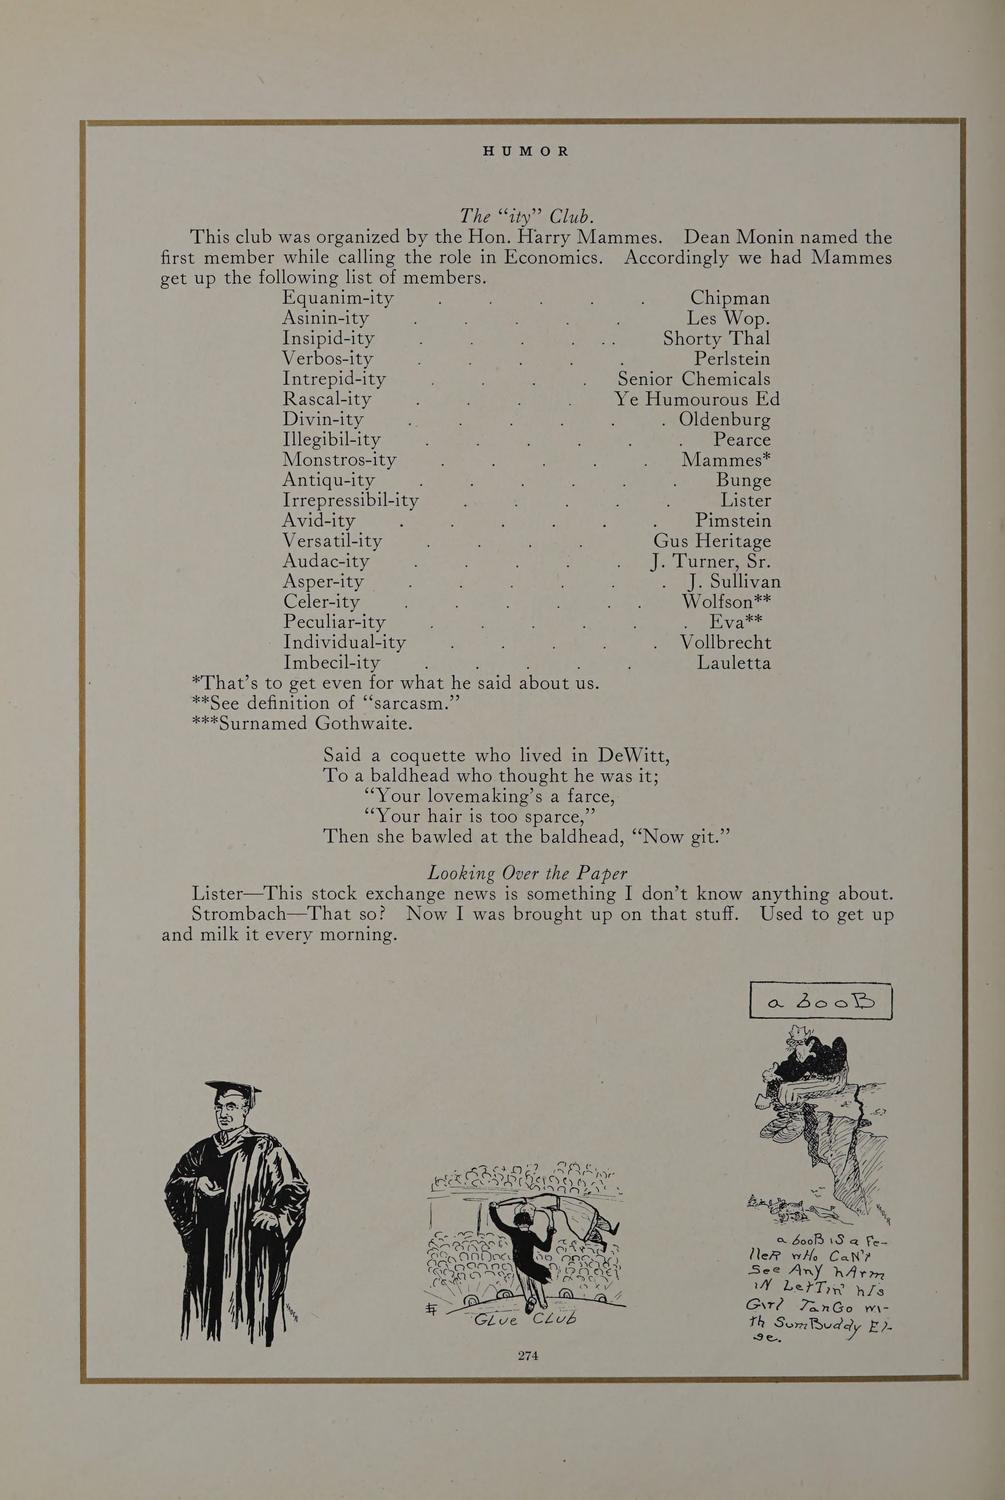 HUMOR
The “ity” Club.
This club was organized by the Hon. Harry Mammes. Dean Monin named the
first member while calling the role in Economics. Accordingly we had Mammes
get up the following list of members.
Equanim-ity . . . . . Chipman
Asinin-ity . . . . . Les Wop.
Insipid-ity . . . . . . Shorty Thal
Verbos-ity . . . . . Perlstein
Intrepid-ity . . . . Senior Chemicals
Rascal-ity . . . . Ye Humourous Ed
Divin-ity . . . . . . Oldenburg
Illegibil-ity . . . . . . Pearce
Monstros-ity . . . . . Mammes*
Antiqu-ity . . . . . . Bunge
Irrepressibil-ity . . . . . Lister
Avid-ity . . . . . . Pimstein
Versatil-ity . . . . Gus Heritage
Audac-ity . . . . . J. Turner, Sr.
Asper-ity . . . . . . J. Sullivan
Celer-ity . . . . . . Wolfson**
Peculiar-ity . . . . . . Eva**
Individual-ity . . . . . Vollbrecht
Imbecil-ity . . . . . Lauletta
*That’s to get even for what he said about us.
**See definition of “sarcasm.”
***Surnamed Gothwaite.
Said a coquette who lived in DeWitt,
To a baldhead who thought he was it;
“Your lovemaking’s a farce,
“Your hair is too sparce,”
Then she bawled at the baldhead, “Now git.”
Looking Over the Paper
Lister—This stock exchange news is something I don’t know anything about.
Strombach—That so? Now I was brought up on that stuff. Used to get up
and milk it every morning.
a booB
GLue CLUB
a booB iS a Fe-
lleR wHo CaN't
See Any hArm
iN LetTin' hIs
Girl TanGo wi-
th SumBuddy El-
se.
274